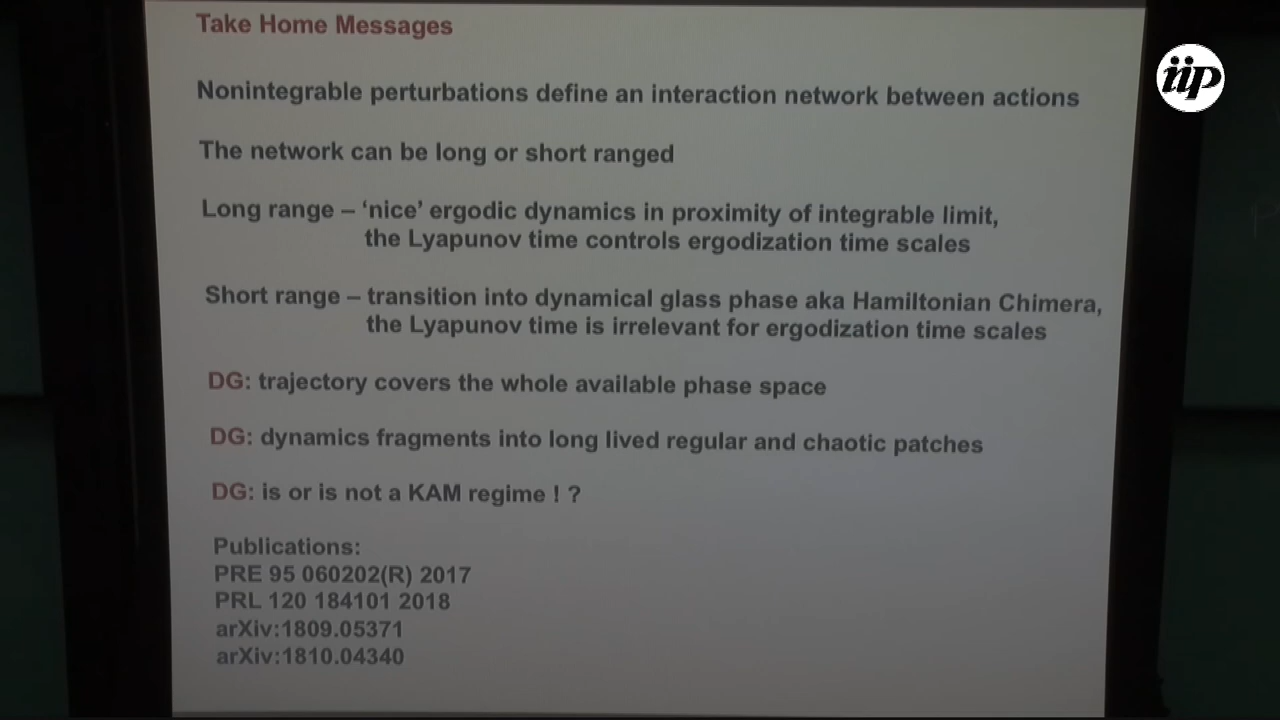 Take Home Messages
iip
Nonintegrable perturbations define an interaction network between actions
The network can be long or short ranged
Long range – ‘nice’ ergodic dynamics in proximity of integrable limit,
the Lyapunov time controls ergodization time scales
Short range – transition into dynamical glass phase aka Hamiltonian Chimera,
the Lyapunov time is irrelevant for ergodization time scales
DG: trajectory covers the whole available phase space
DG: dynamics fragments into long lived regular and chaotic patches
DG: is or is not a KAM regime ! ?
Publications:
PRE 95 060202(R) 2017
PRL 120 184101 2018
arXiv:1809.05371
arXiv:1810.04340